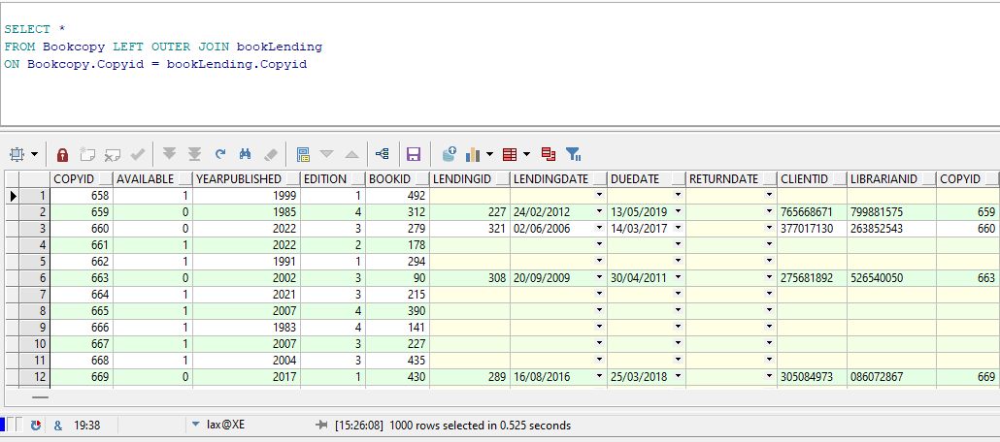 SELECT *
FROM Bookcopy LEFT OUTER JOIN bookLending
ON Bookcopy.Copyid = bookLending.Copyid
COPYID AVAILABLE YEARPUBLISHED EDITION BOOKID LENDINGID LENDINGDATE DUEDATE RETURNDATE CLIENTID LIBRARIANID COPYID
1 658 1 1999 1 492
2 659 0 1985 4 312 227 24/02/2012 13/05/2019 765668671 799881575 659
3 660 0 2022 3 279 321 02/06/2006 14/03/2017 377017130 263852543 660
4 661 1 2022 2 178
5 662 1 1991 1 294
6 663 0 2002 3 90 308 20/09/2009 30/04/2011 275681892 526540050 663
7 664 1 2021 3 215
8 665 1 2007 4 390
9 666 1 1983 4 141
10 667 1 2007 3 227
11 668 1 2004 3 435
12 669 0 2017 1 430 289 16/08/2016 25/03/2018 305084973 086072867 669
& 19:38 lax@XE [15:26:08] 1000 rows selected in 0.525 seconds